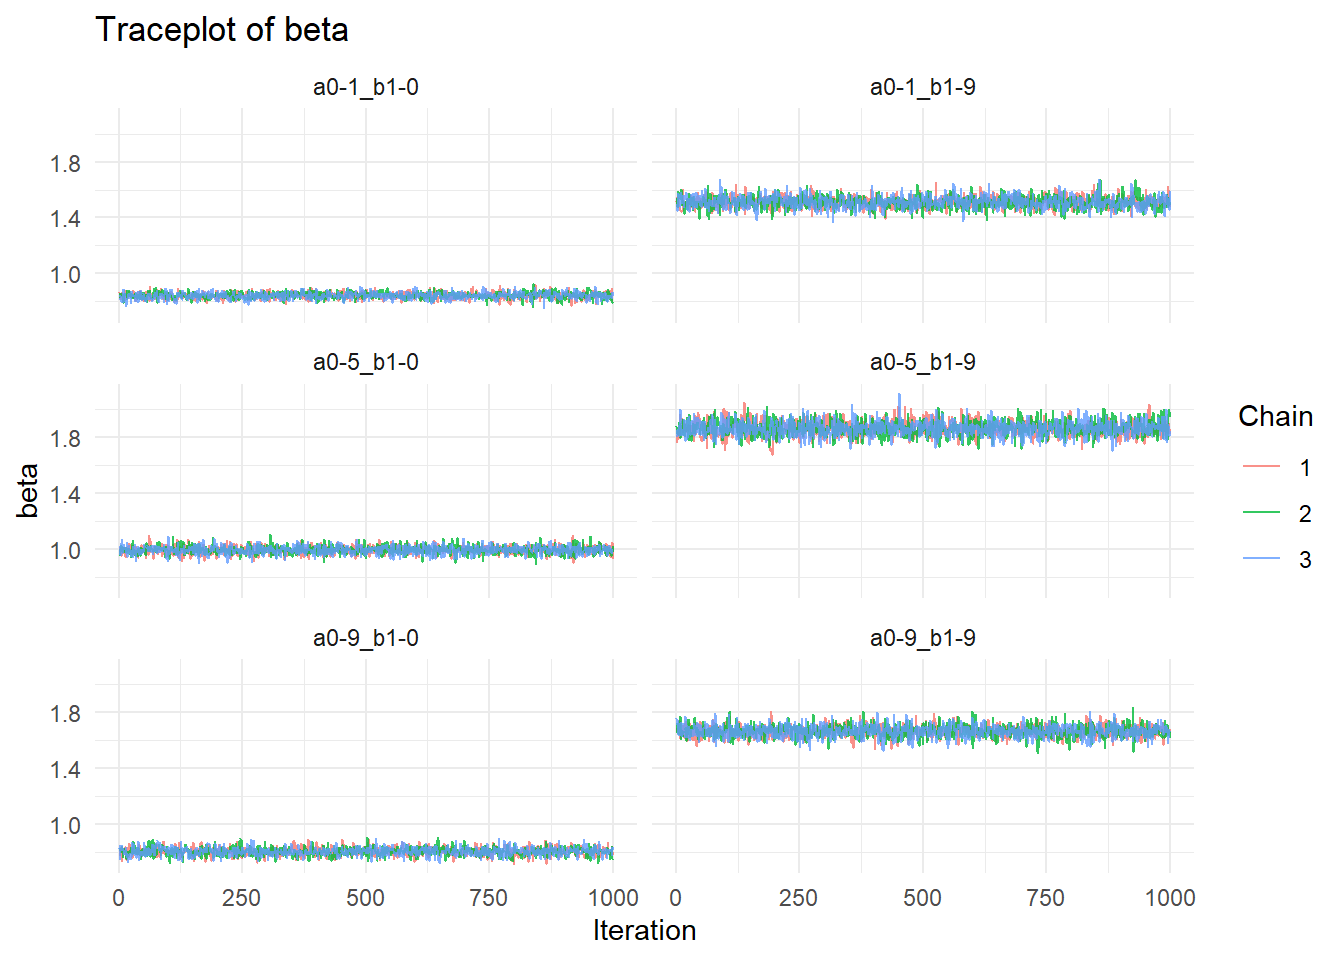 Traceplot of beta
a0-1_b1-0
a0-1_b1-9
1.8
1.4
1.0
a0-5_b1-0
a0-5_b1-9
1.8
1.4
1.0
a0-9_b1-0
a0-9_b1-9
1.8
1.4
1.0
0 250 500 750 1000
0 250 500 750 1000
Iteration
beta
Chain
1
2
3